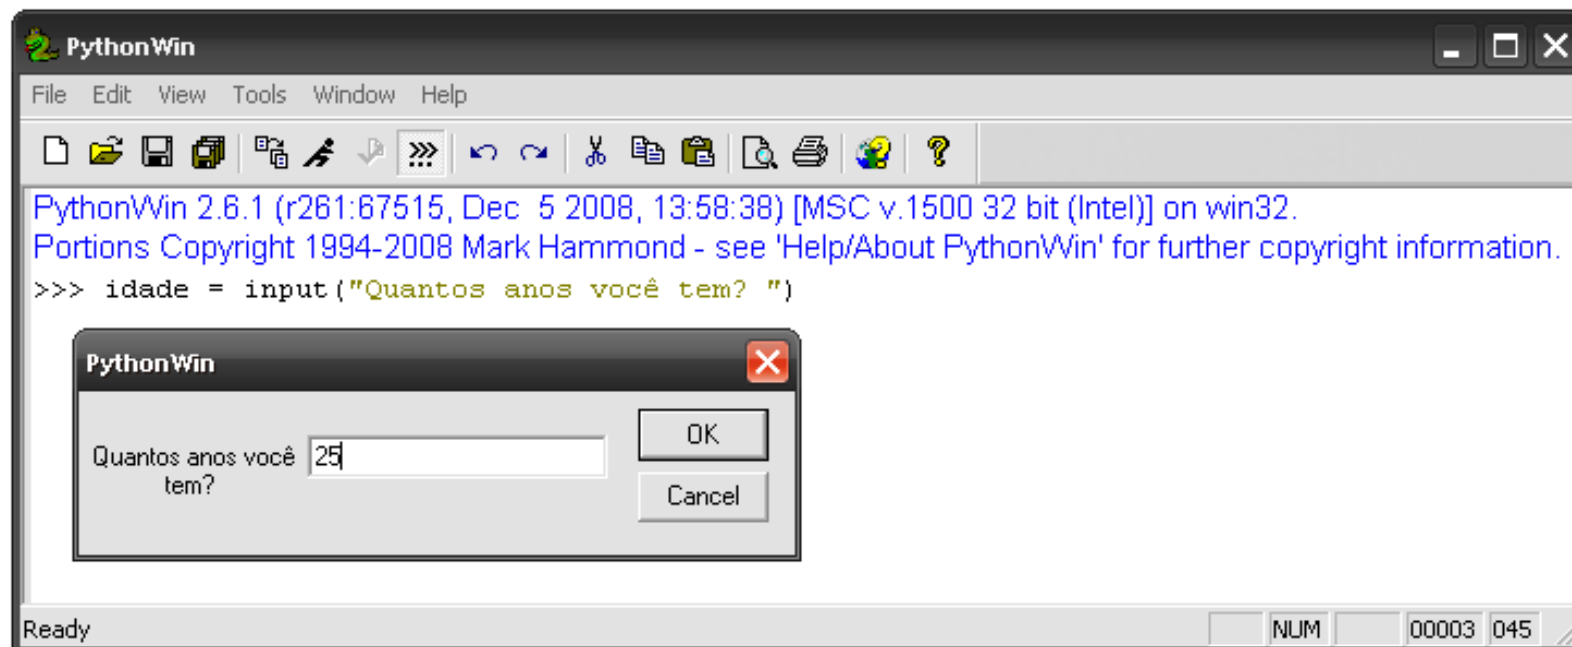 PythonWin
File Edit View Tools Window Help
PythonWin 2.6.1 (r261:67515, Dec  5 2008, 13:58:38) [MSC v.1500 32 bit (Intel)] on win32.
Portions Copyright 1994-2008 Mark Hammond - see 'Help/About PythonWin' for further copyright information.
>>> idade = input("Quantos anos você tem? ")
PythonWin
Quantos anos você 25
tem?
OK
Cancel
Ready NUM 00003 045